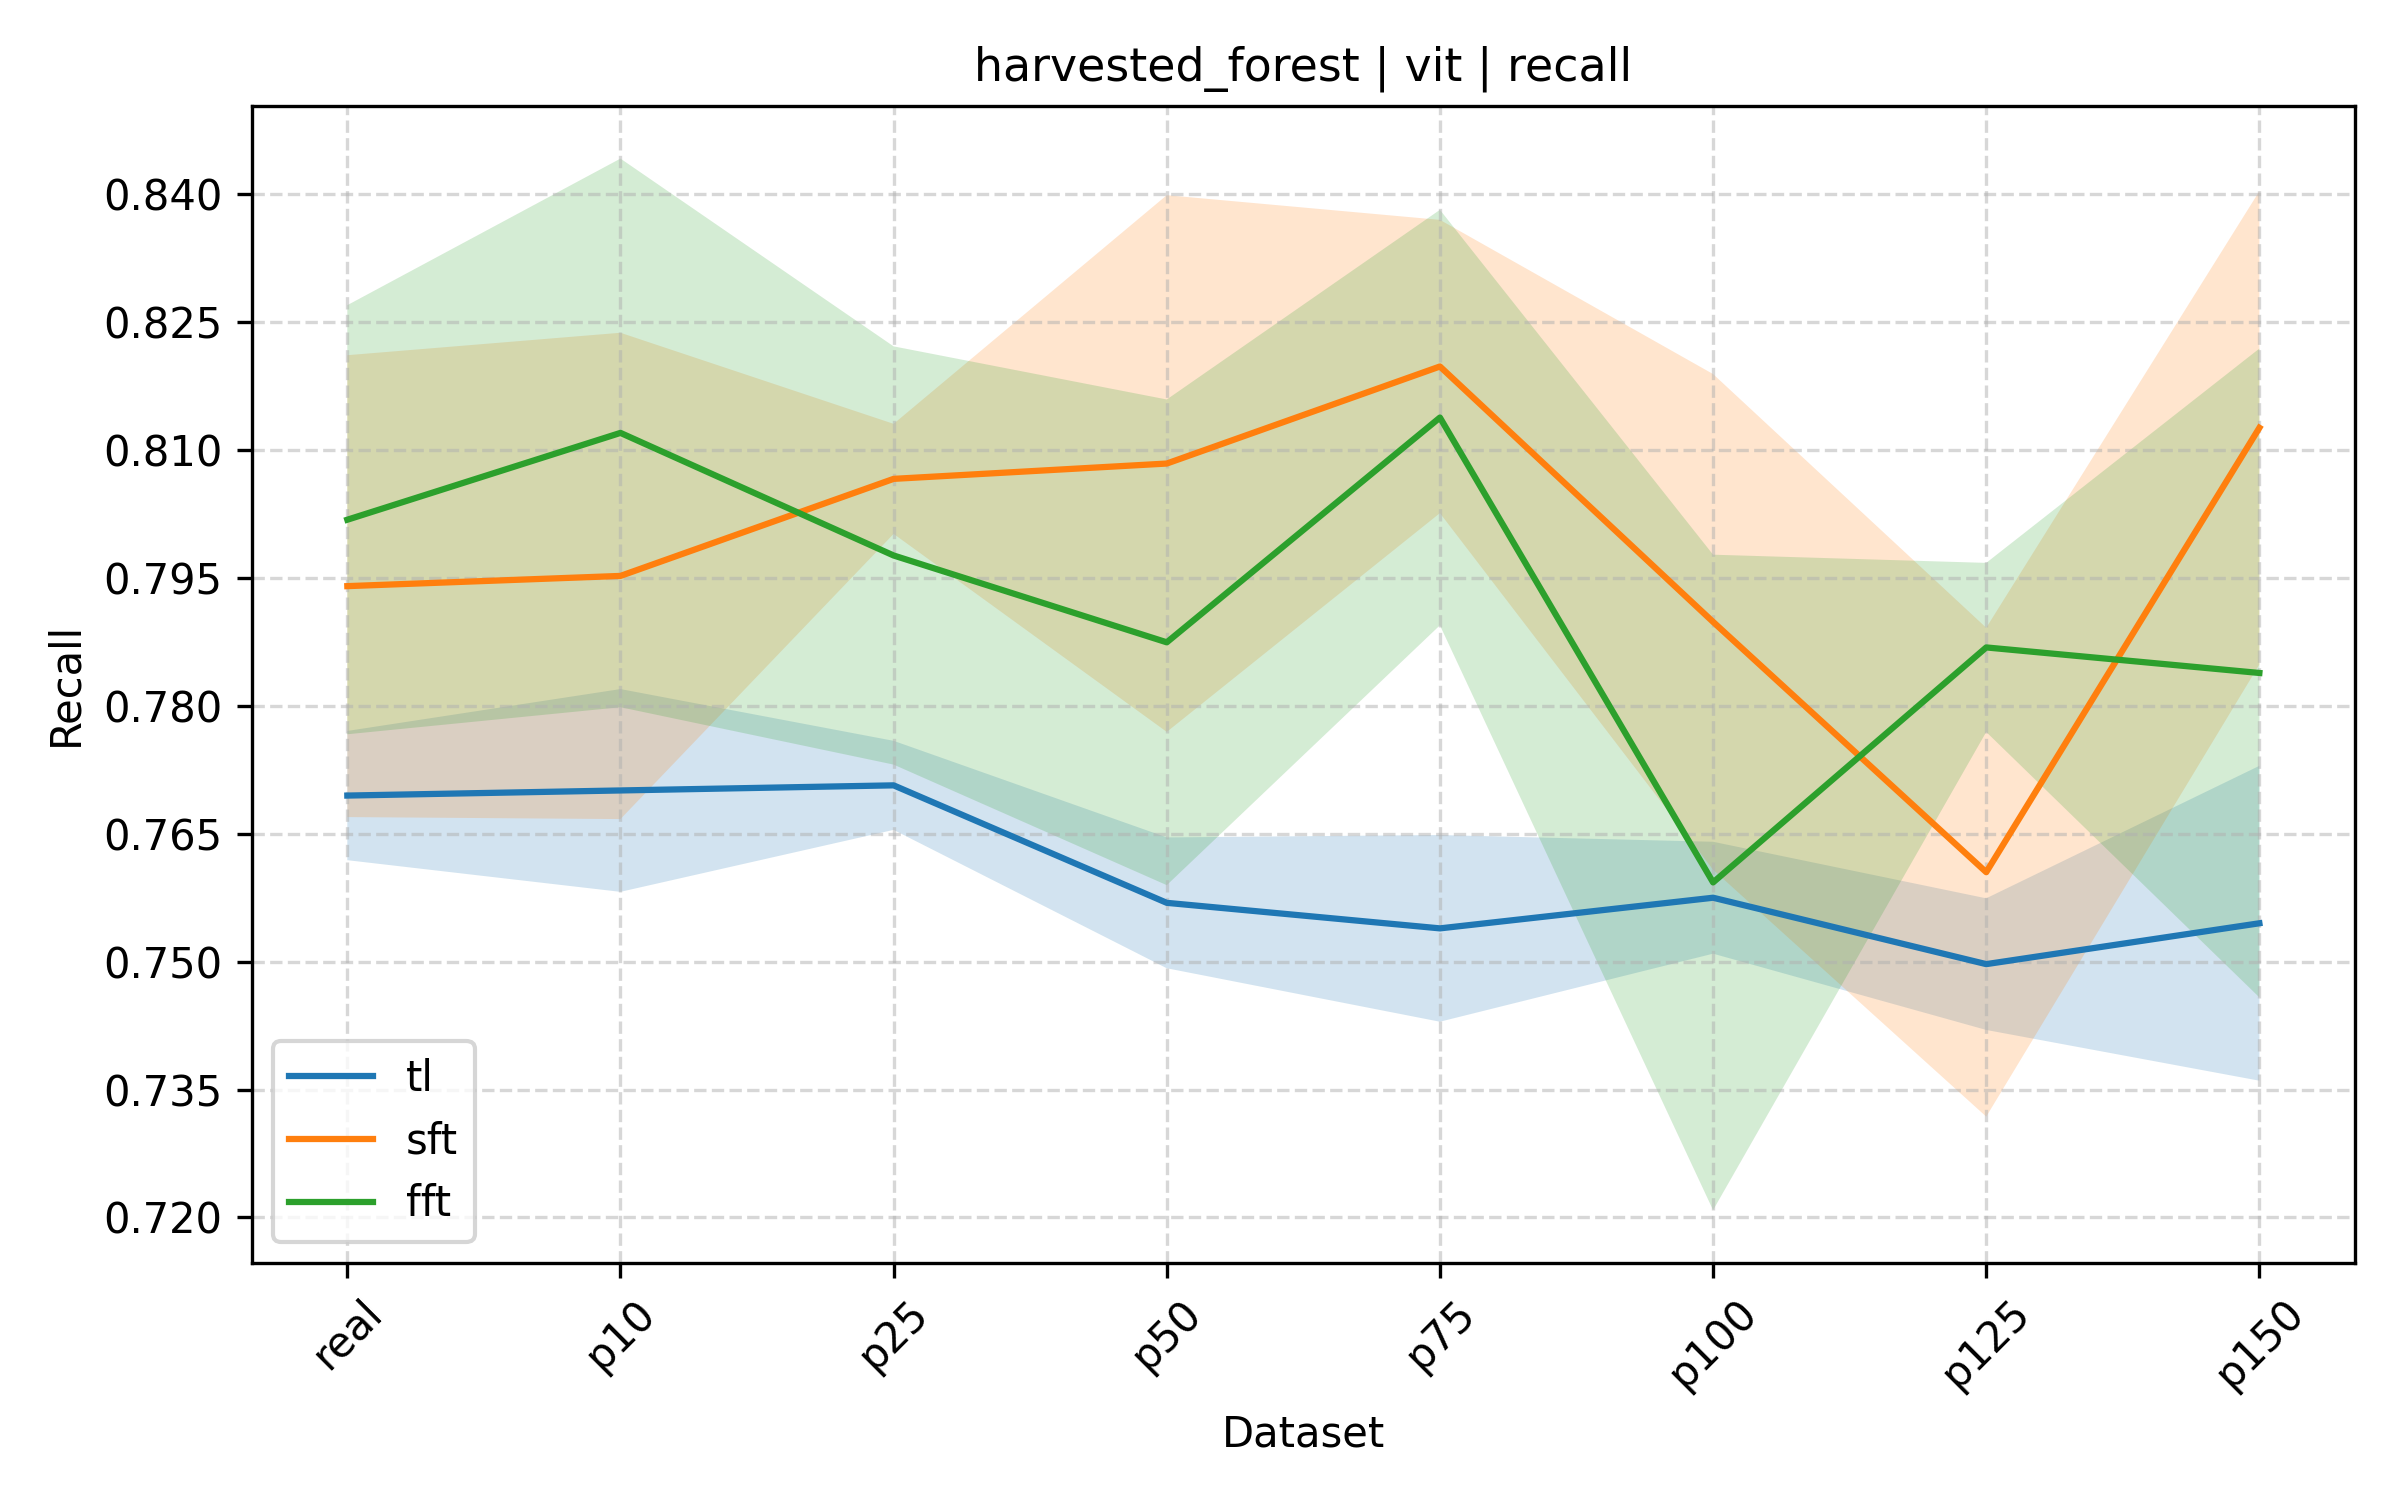 harvested_forest | vit | recall
0.840
0.825
0.810
0.795
0.780
0.765
0.750
0.735
0.720
Recall
tl
sft
fft
real
p10
p25
p50
p75
p100
p125
p150
Dataset